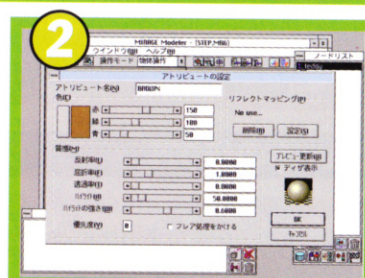 2
MIRAGE Modeler - [STEP.MBG]
ウインドウ(W) ヘルプ(H)
操作モード 物体操作
ノードリスト
アトリビュートの設定
アトリビュート名(N) BROWN
色(C)
リフレクトマッピング(M)
赤 150
No use...
緑 100
青 50
削除(D) 設定(S)
質感(M)
反射率(L) 0.0000
プレビュー更新(W)
屈折率(I) 1.0000
ディザ表示
透過率(T) 0.0000
ハイライト(H) 50.0000
ハイライトの強さ(W) 0.6000
優先度(Y) 0
フレア処理をかける
OK
キャンセル